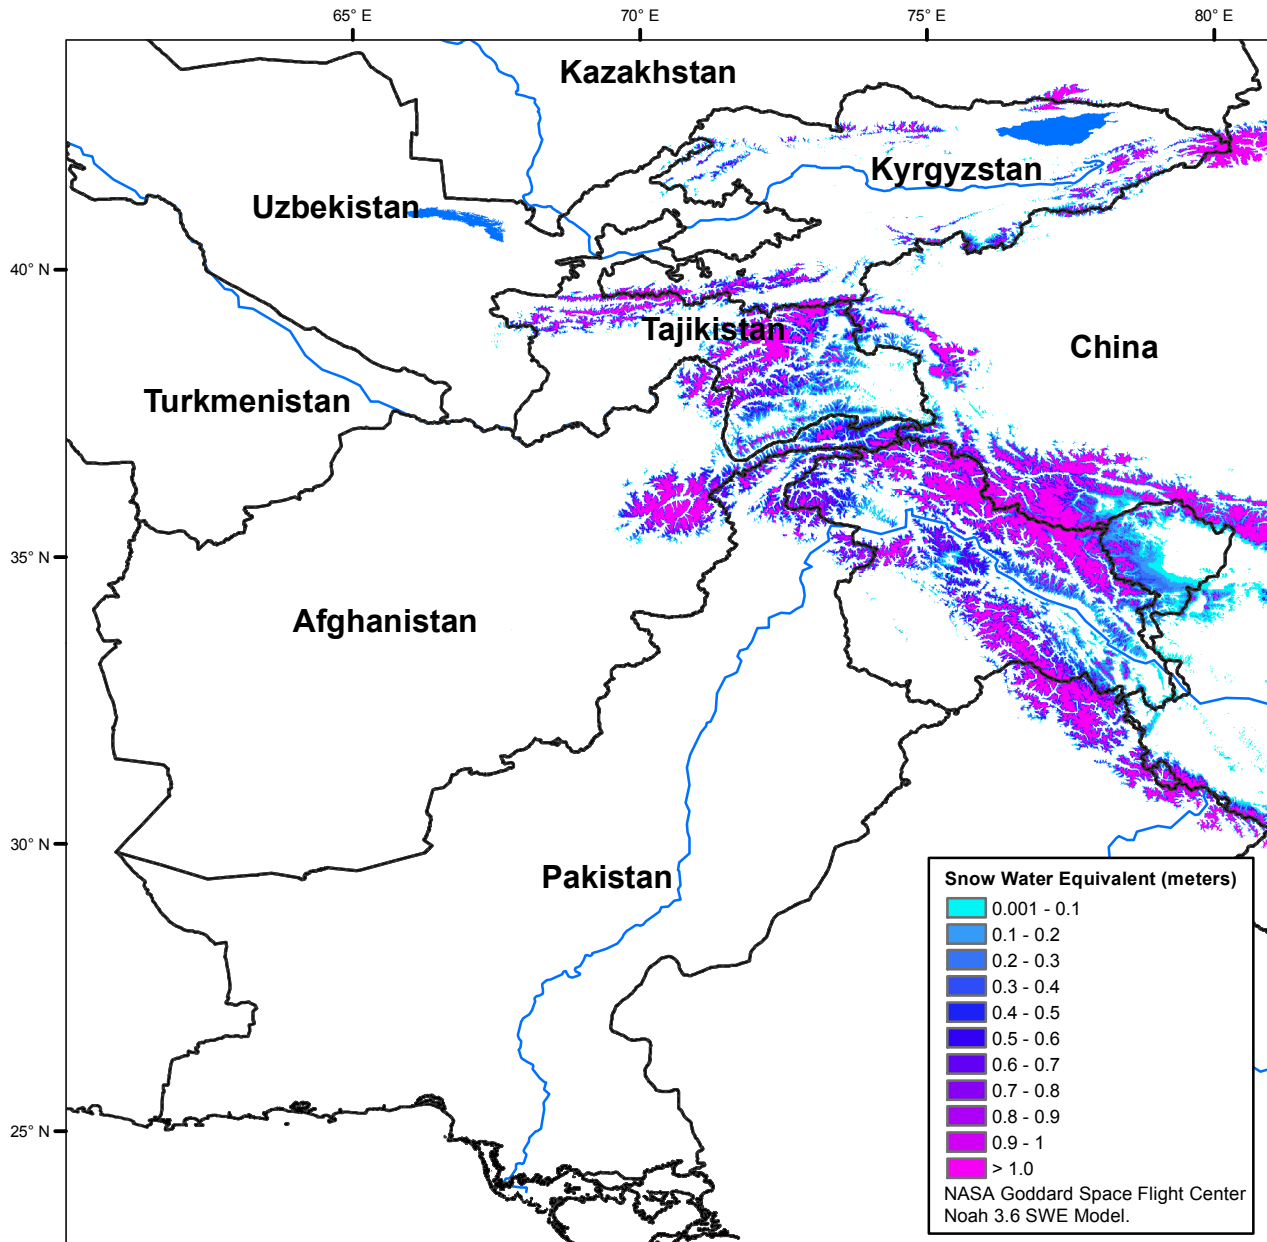 65° E 70° E 75° E 80° E
Kazakhstan
Kyrgyzstan
Uzbekistan
40° N
Tajikistan
China
Turkmenistan
35° N
Afghanistan
30° N
Pakistan
25° N
Snow Water Equivalent (meters)
0.001 - 0.1
0.1 - 0.2
0.2 - 0.3
0.3 - 0.4
0.4 - 0.5
0.5 - 0.6
0.6 - 0.7
0.7 - 0.8
0.8 - 0.9
0.9 - 1
> 1.0
NASA Goddard Space Flight Center
Noah 3.6 SWE Model.